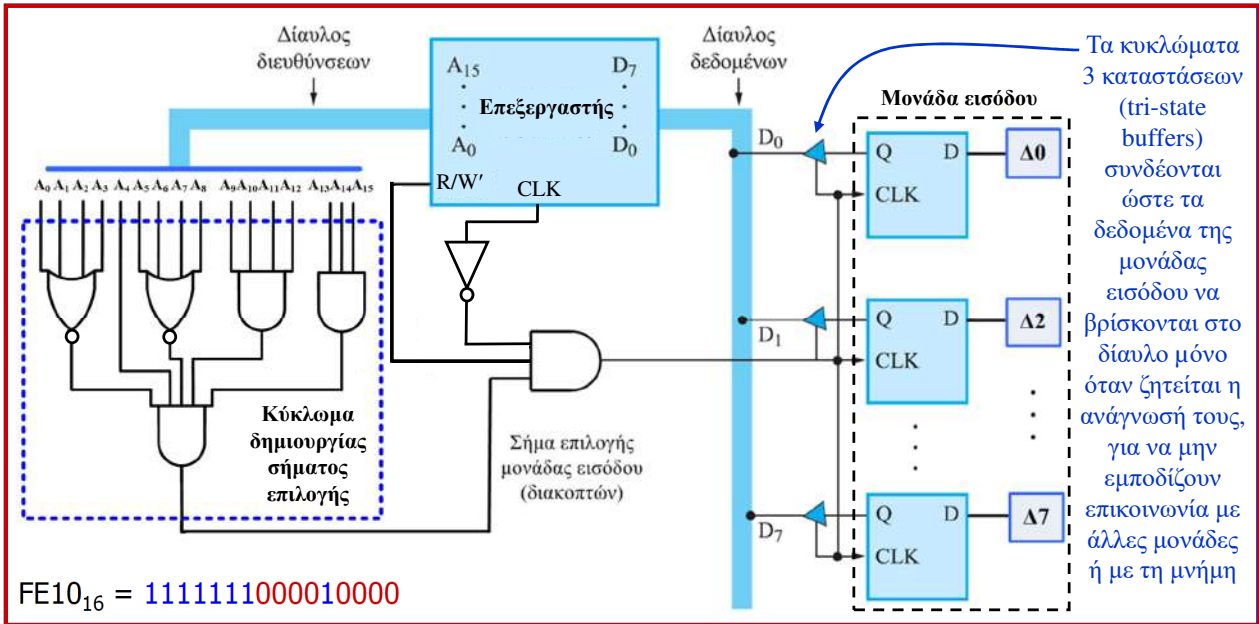 Δίαυλος
διευθύνσεων
A15
A0
Επεξεργαστής
D7
D0
R/W′
CLK
Δίαυλος
δεδομένων
Τα κυκλώματα
3 καταστάσεων
(tri-state
buffers)
συνδέονται
ώστε τα
δεδομένα της
μονάδας
εισόδου να
βρίσκονται στο
δίαυλο μόνο
όταν ζητείται η
ανάγνωσή τους,
για να μην
εμποδίζουν
επικοινωνία με
άλλες μονάδες
ή με τη μνήμη
Μονάδα εισόδου
D0
Q D
CLK
Δ0
D1
Q D
CLK
Δ2
D7
Q D
CLK
Δ7
A0 A1 A2 A3 A4 A5 A6 A7 A8 A9 A10 A11 A12 A13 A14 A15
Κύκλωμα
δημιουργίας
σήματος
επιλογής
Σήμα επιλογής
μονάδας εισόδου
(διακοπτών)
FE10₁₆ = 1111111000010000